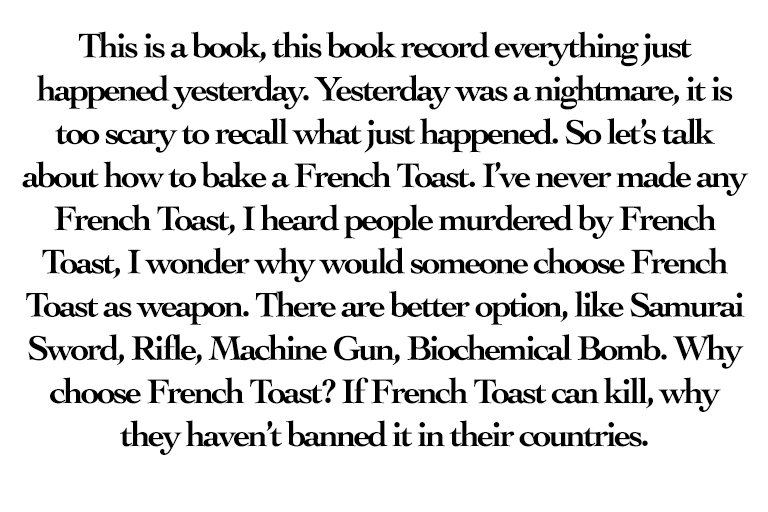 This is a book, this book record everything just
happened yesterday. Yesterday was a nightmare, it is
too scary to recall what just happened. So let’s talk
about how to bake a French Toast. I’ve never made any
French Toast, I heard people murdered by French
Toast, I wonder why would someone choose French
Toast as weapon. There are better option, like Samurai
Sword, Rifle, Machine Gun, Biochemical Bomb. Why
choose French Toast? If French Toast can kill, why
they haven’t banned it in their countries.